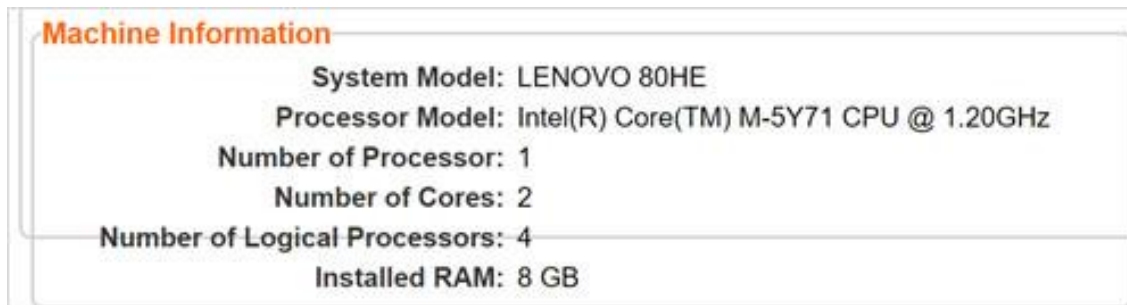 Machine Information
System Model: LENOVO 80HE
Processor Model: Intel(R) Core(TM) M-5Y71 CPU @ 1.20GHz
Number of Processor: 1
Number of Cores: 2
Number of Logical Processors: 4
Installed RAM: 8 GB